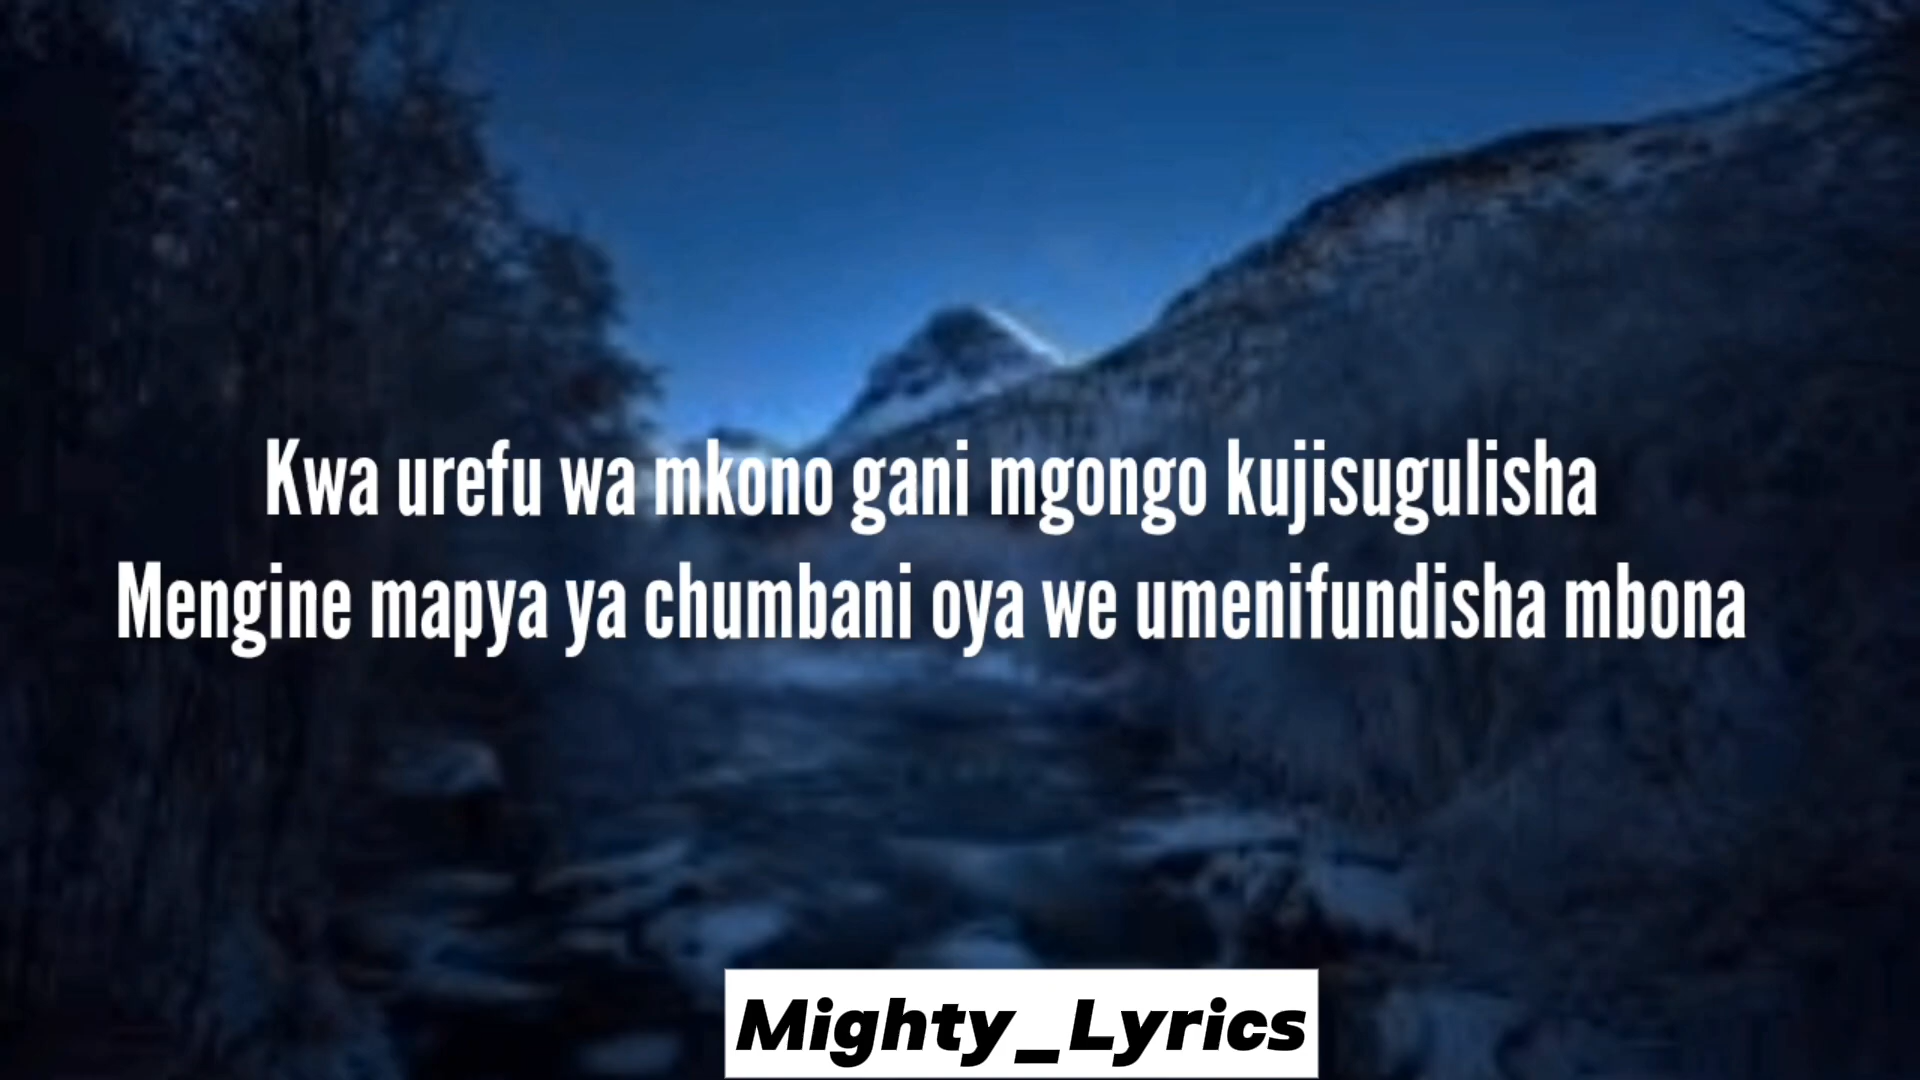 Kwa urefu wa mkono gani mgongo kujisugulisha
Mengine mapya ya chumbani oya we umenifundisha mbona
Mighty_Lyrics